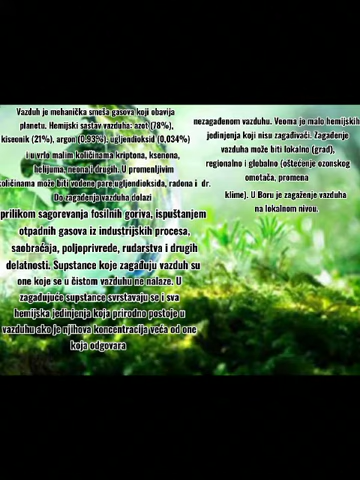 Vazduh je mehanička smeša gasova koji obavija
planetu. Hemijski sastav vazduha: azot (78%),
kiseonik (21%), argon (0,93%), ugljendioksid (0,034%)
i u vrlo malim količinama kriptona, ksenona,
helijuma, neona i drugih. U promenljivim
količinama može biti vodene pare,ugljendioksida, radona i dr.
Do zagađenja vazduha dolazi
prilikom sagorevanja fosilnih goriva, ispuštanjem
otpadnih gasova iz industrijskih procesa,
saobraćaja, poljoprivrede, rudarstva i drugih
delatnosti. Supstance koje zagađuju vazduh su
one koje se u čistom vazduhu ne nalaze. U
zagađujuće supstance svrstavaju se i sva
hemijska jedinjenja koja prirodno postoje u
vazduhu ako je njihova koncentracija veća od one
koja odgovara
nezagađenom vazduhu. Veoma je malo hemijskih
jedinjenja koji nisu zagađivači. Zagađenje
vazduha može biti lokalno (grad),
regionalno i globalno (oštećenje ozonskog
omotača, promena
klime). U Boru je zagaženje vazduha
na lokalnom nivou.